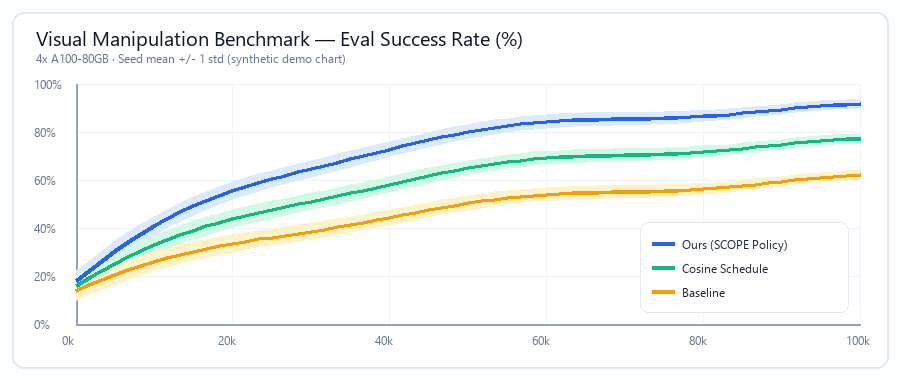 Visual Manipulation Benchmark — Eval Success Rate (%)
4x A100-80GB · Seed mean +/- 1 std (synthetic demo chart)
100%
80%
60%
40%
20%
0%
Ours (SCOPE Policy)
Cosine Schedule
Baseline
0k 20k 40k 60k 80k 100k